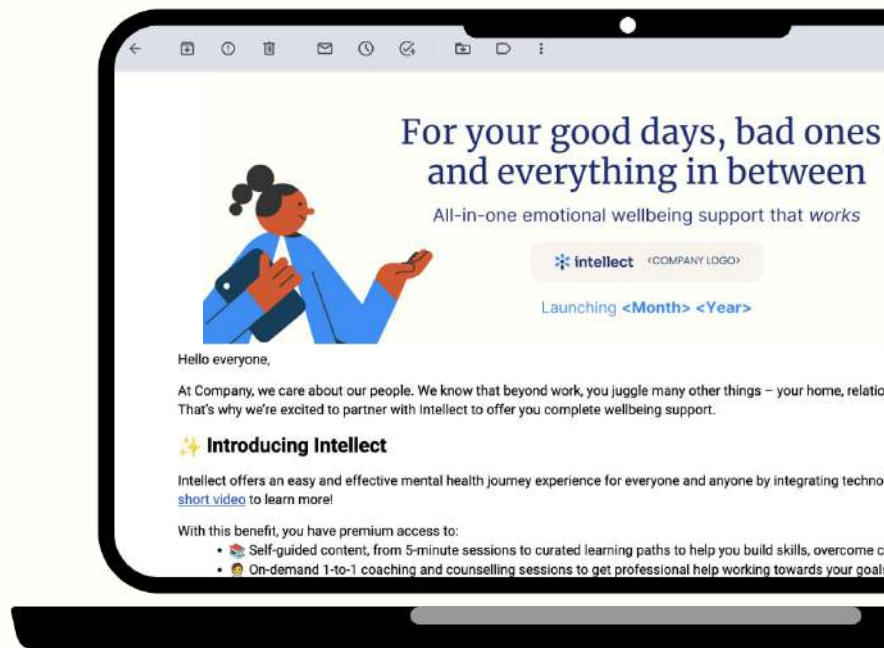 For your good days, bad ones,
and everything in between
All-in-one emotional wellbeing support that works
intellect <COMPANY LOGO>
Launching <Month> <Year>
Hello everyone,
At Company, we care about our people. We know that beyond work, you juggle many other things – your home,
That's why we're excited to partner with Intellect to offer you complete wellbeing support.
✨ Introducing Intellect
Intellect offers an easy and effective mental health journey experience for everyone and anyone by integrating
short video to learn more!
With this benefit, you have premium access to:
• 📚 Self-guided content, from 5-minute sessions to curated learning paths to help you build skills, overcome
• 🧑 On-demand 1-to-1 coaching and counselling sessions to get professional help working towards your goals